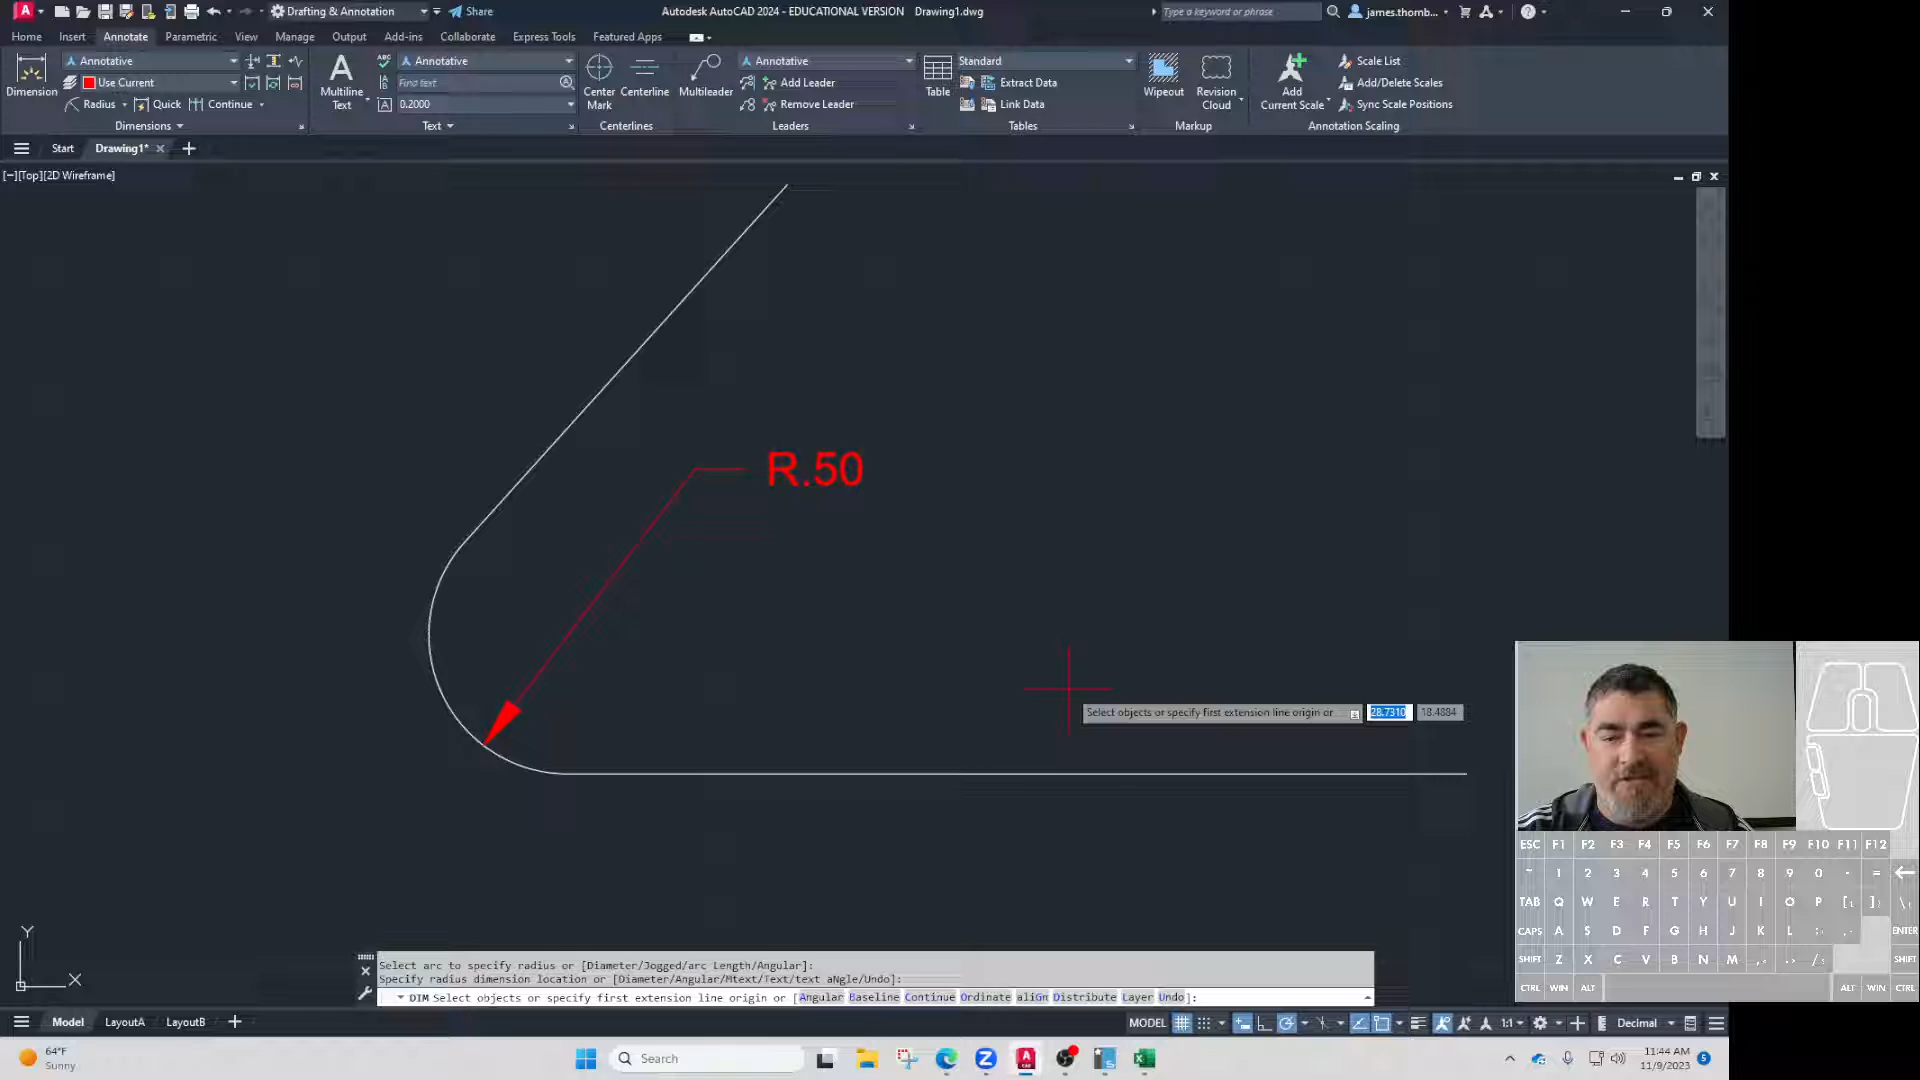 Drafting & Annotation
Share
Autodesk AutoCAD 2024 - EDUCATIONAL VERSION Drawing1.dwg
Type a keyword or phrase
james.thomb...
Home Insert Annotate Parametric View Manage Output Add-ins Collaborate Express Tools Featured Apps
Dimension
Annotative
Use Current
Radius Quick Continue
Dimensions
Multiline Text
Annotative
Find text
0.2000
Text
Center Mark
Centerline
Centerlines
Multileader
Annotative
Add Leader
Remove Leader
Leaders
Table
Standard
Extract Data
Link Data
Tables
Wipeout
Revision Cloud
Markup
Add Current Scale
Scale List
Add/Delete Scales
Sync Scale Positions
Annotation Scaling
Start Drawing1*
[−][Top][2D Wireframe]
R.50
Select objects or specify first extension line origin or 28.7310 18.4884
Y
X
Select arc to specify radius or [Diameter/Jogged/arc Length/Angular]:
Specify radius dimension location or [Diameter/Angular/Mtext/Text/text aNgle/Undo]:
DIM Select objects or specify first extension line origin or [Angular Baseline Continue Ordinate aliGn Distribute Layer Undo]:
Model LayoutA LayoutB
MODEL 1:1 Decimal
ESC F1 F2 F3 F4 F5 F6 F7 F8 F9 F10 F11 F12
~ 1 2 3 4 5 6 7 8 9 0 - =
TAB Q W E R T Y U I O P
CAPS A S D F G H J K L ENTER
SHIFT Z X C V B N M SHIFT
CTRL WIN ALT ALT WIN CTRL
64°F
Sunny
Search
11:44 AM
11/9/2023
5